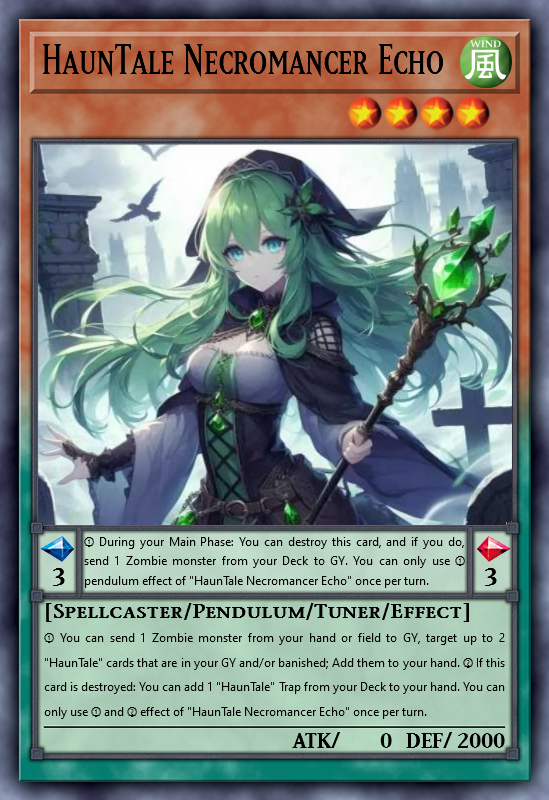 HaunTale Necromancer Echo
WIND
風
① During your Main Phase: You can destroy this card, and if you do,
send 1 Zombie monster from your Deck to GY. You can only use ①
pendulum effect of "HaunTale Necromancer Echo" once per turn.
3
3
[Spellcaster/Pendulum/Tuner/Effect]
① You can send 1 Zombie monster from your hand or field to GY, target up to 2
"HaunTale" cards that are in your GY and/or banished; Add them to your hand. ② If this
card is destroyed: You can add 1 "HaunTale" Trap from your Deck to your hand. You can
only use ① and ② effect of "HaunTale Necromancer Echo" once per turn.
ATK/ 0 DEF/ 2000